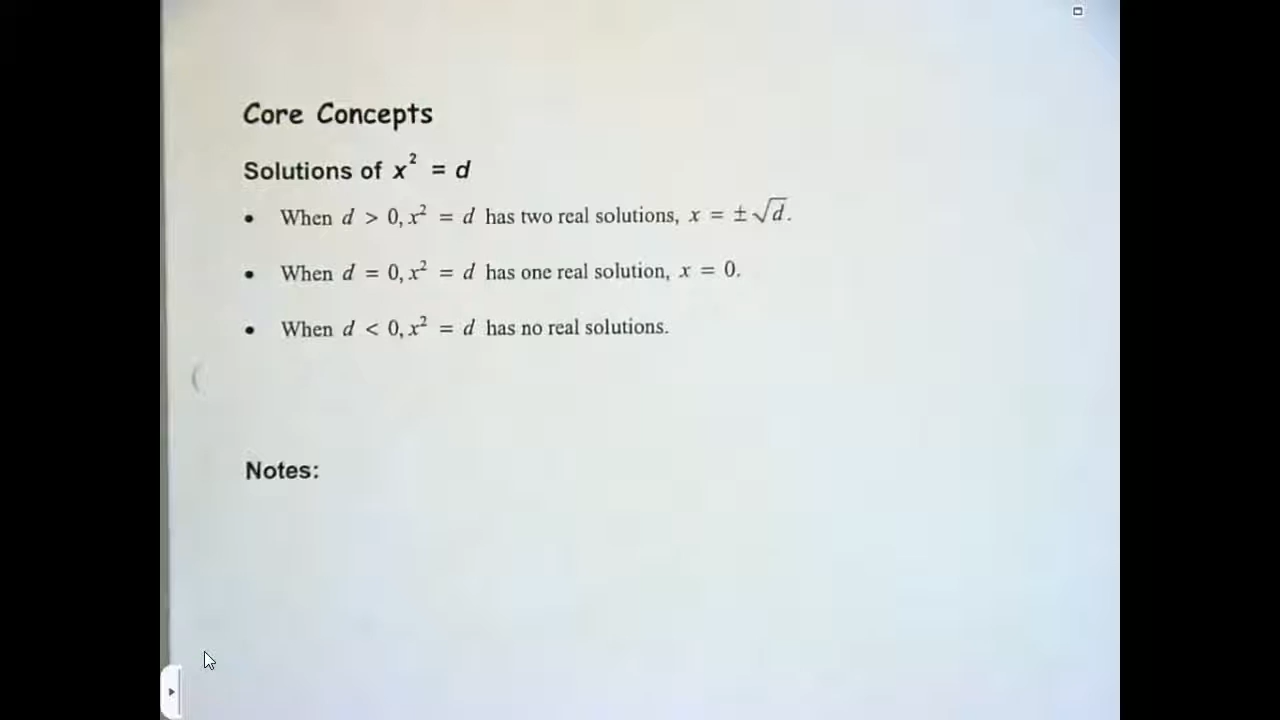 Core Concepts
Solutions of x² = d
• When d > 0, x² = d has two real solutions, x = ±√d.
• When d = 0, x² = d has one real solution, x = 0.
• When d < 0, x² = d has no real solutions.
(
Notes: